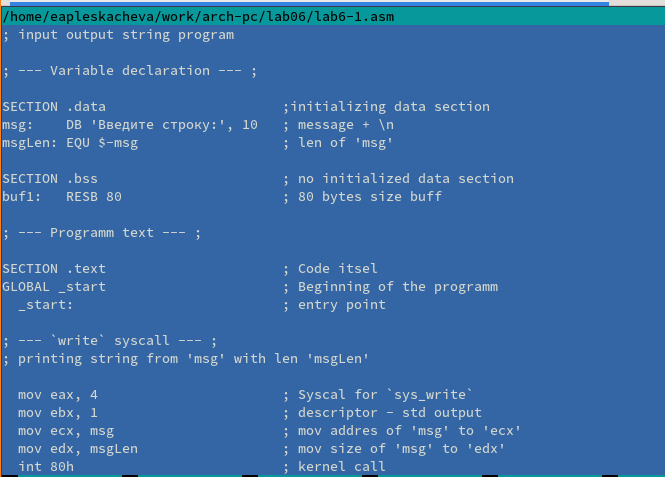 /home/eapleskacheva/work/arch-pc/lab06/lab6-1.asm
; input output string program
; --- Variable declaration --- ;
SECTION .data                      ;initializing data section
msg:    DB 'Введите строку:', 10   ; message + \n
msgLen: EQU $-msg                  ; len of 'msg'
SECTION .bss                       ; no initialized data section
buf1:   RESB 80                    ; 80 bytes size buff
; --- Programm text --- ;
SECTION .text                      ; Code itsel
GLOBAL _start                      ; Beginning of the programm
  _start:                          ; entry point
; --- `write` syscall --- ;
; printing string from 'msg' with len 'msgLen'
  mov eax, 4                       ; Syscal for `sys_write`
  mov ebx, 1                       ; descriptor - std output
  mov ecx, msg                     ; mov addres of 'msg' to 'ecx'
  mov edx, msgLen                  ; mov size of 'msg' to 'edx'
  int 80h                          ; kernel call